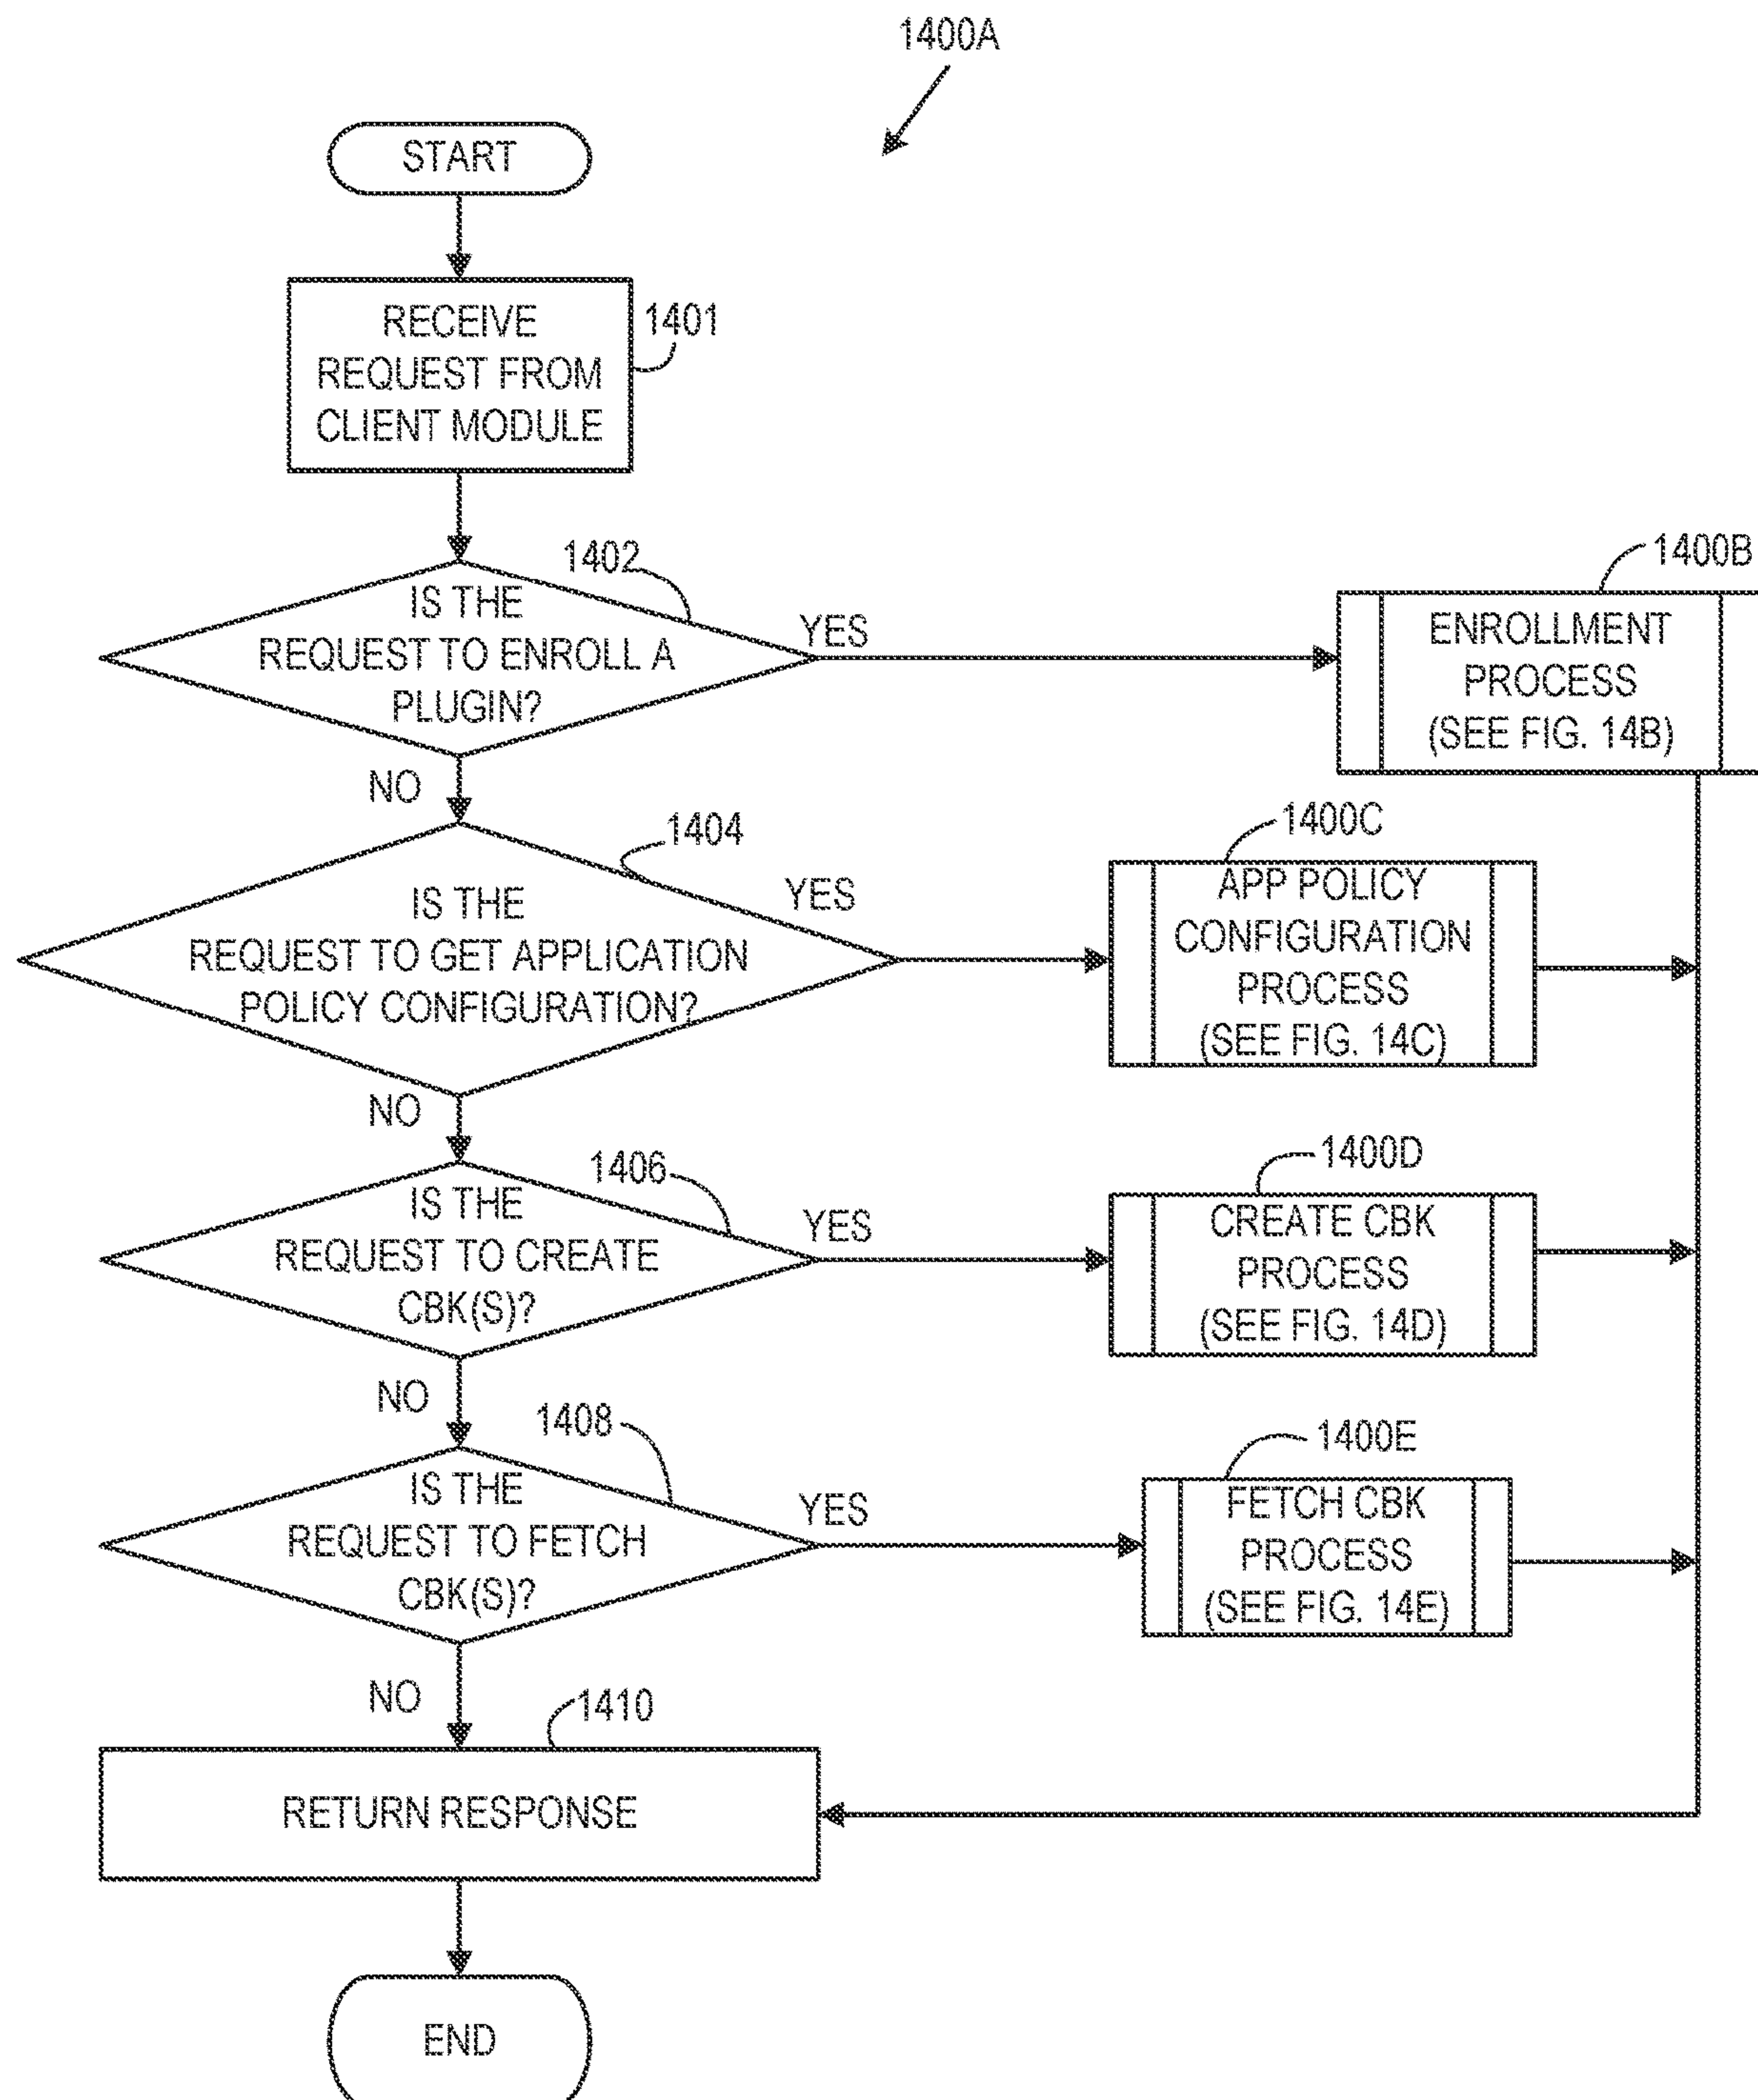 1400A
START
RECEIVE
REQUEST FROM
CLIENT MODULE
1401
1402
IS THE
REQUEST TO ENROLL A
PLUGIN?
YES
NO
1400B
ENROLLMENT
PROCESS
(SEE FIG. 14B)
1404
IS THE
REQUEST TO GET APPLICATION
POLICY CONFIGURATION?
YES
NO
1400C
APP POLICY
CONFIGURATION
PROCESS
(SEE FIG. 14C)
1406
IS THE
REQUEST TO CREATE
CBK(S)?
YES
NO
1400D
CREATE CBK
PROCESS
(SEE FIG. 14D)
1408
IS THE
REQUEST TO FETCH
CBK(S)?
YES
NO
1400E
FETCH CBK
PROCESS
(SEE FIG. 14E)
1410
RETURN RESPONSE
END